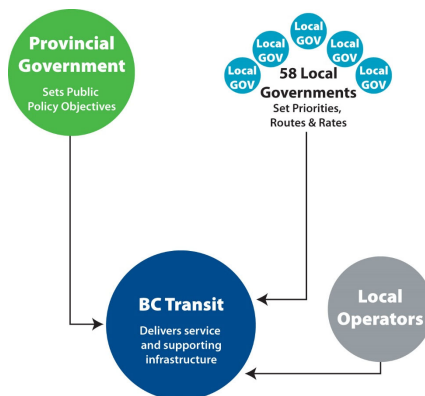 Provincial
Government
Sets Public
Policy Objectives
Local
GOV
Local
GOV
Local
GOV
Local
GOV
Local
GOV
58 Local
Governments
Set Priorities,
Routes & Rates
BC Transit
Delivers service
and supporting
infrastructure
Local
Operators